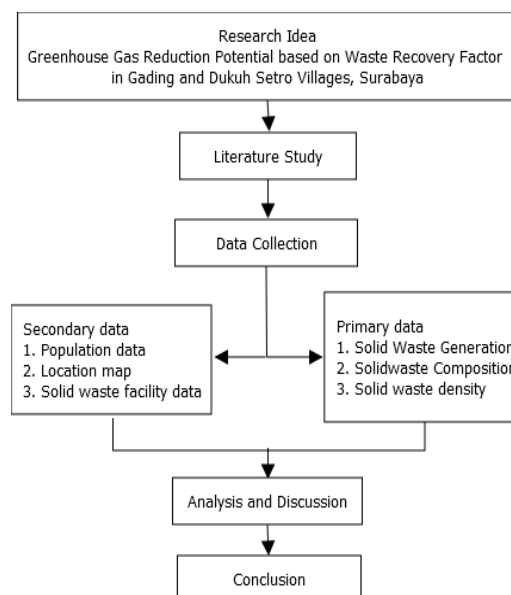 Research Idea
Greenhouse Gas Reduction Potential based on Waste Recovery Factor
in Gading and Dukuh Setro Villages, Surabaya
Literature Study
Data Collection
Secondary data
1. Population data
2. Location map
3. Solid waste facility data
Primary data
1. Solid Waste Generation
2. Solidwaste Composition
3. Solid waste density
Analysis and Discussion
Conclusion